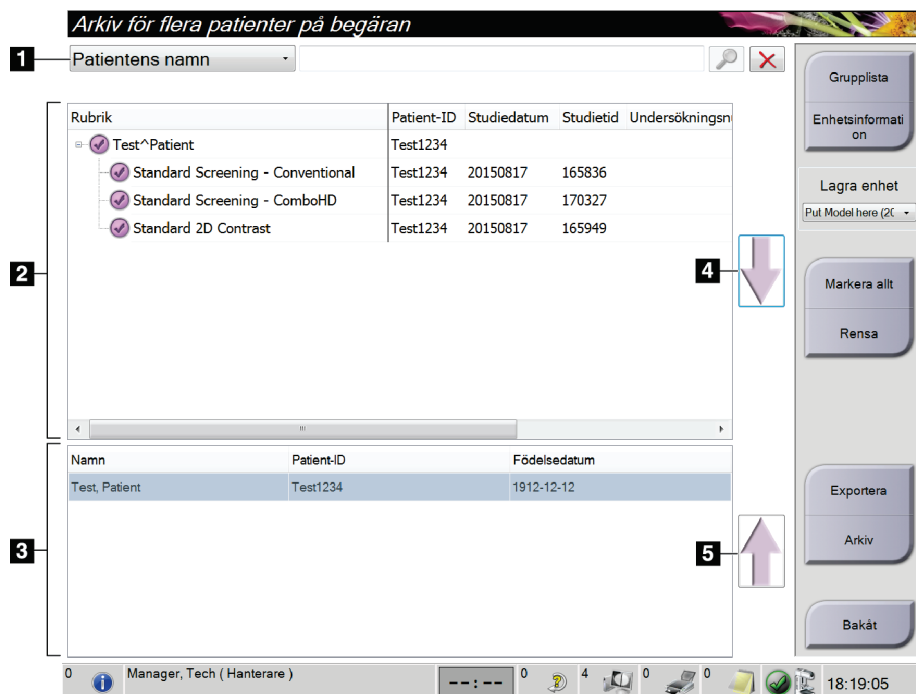 Arkiv för flera patienter på begäran
1
Patientens namn
Grupplista
Enhetsinformati
on
Lagra enhet
Put Model here (20
Markera allt
Rensa
Exportera
Arkiv
Bakåt
2
Rubrik Patient-ID Studiedatum Studietid Undersökningsn
Test^Patient Test1234
Standard Screening - Conventional Test1234 20150817 165836
Standard Screening - ComboHD Test1234 20150817 170327
Standard 2D Contrast Test1234 20150817 165949
4
3
Namn Patient-ID Födelsedatum
Test, Patient Test1234 1912-12-12
5
0 Manager, Tech ( Hanterare ) --:-- 0 4 0 0 18:19:05